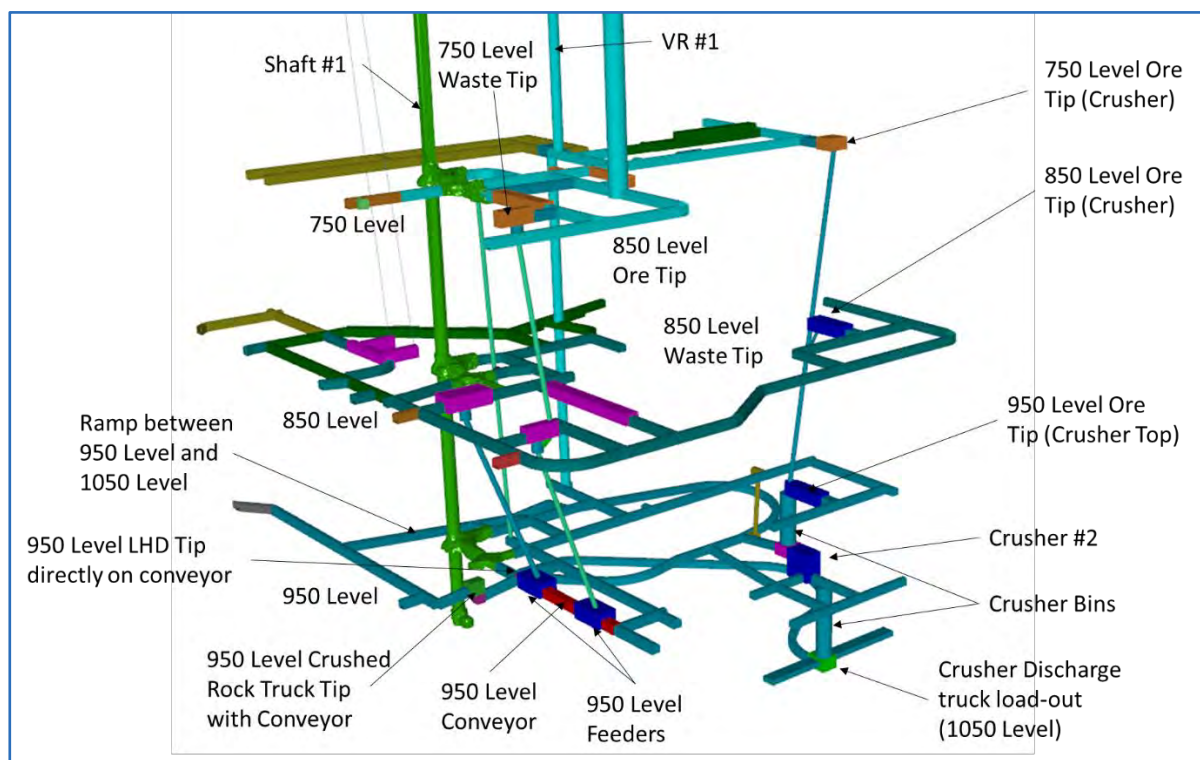 Shaft #1
750 Level
Waste Tip
VR #1
750 Level Ore
Tip (Crusher)
850 Level Ore
Tip (Crusher)
750 Level
850 Level
Ore Tip
850 Level
Waste Tip
850 Level
Ramp between
950 Level and
1050 Level
950 Level Ore
Tip (Crusher Top)
950 Level LHD Tip
directly on conveyor
Crusher #2
950 Level
Crusher Bins
950 Level Crushed
Rock Truck Tip
with Conveyor
950 Level
Conveyor
950 Level
Feeders
Crusher Discharge
truck load-out
(1050 Level)